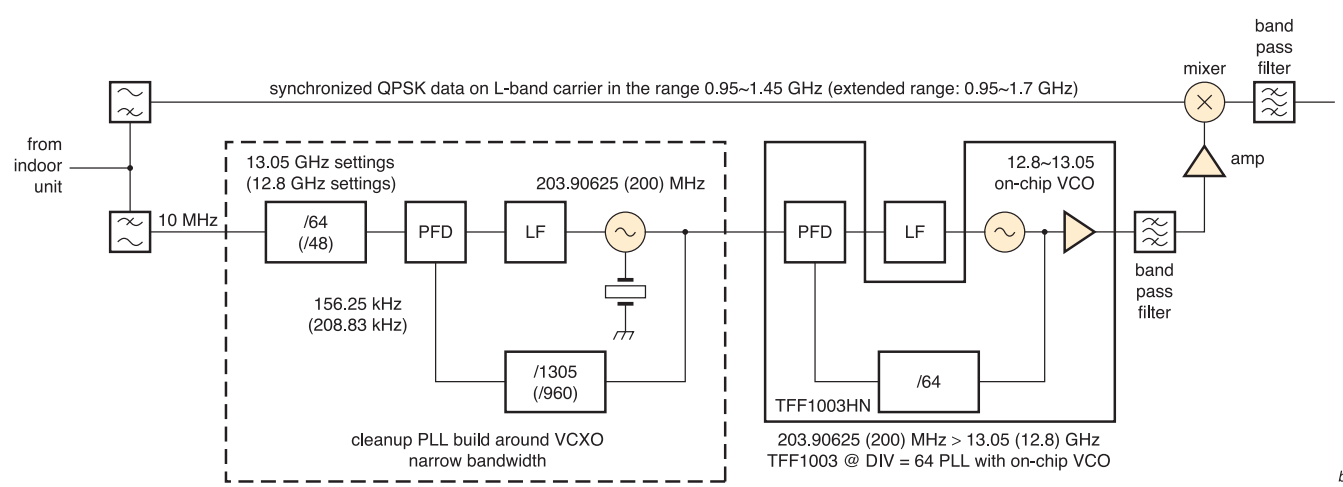 band
pass
filter
mixer
synchronized QPSK data on L-band carrier in the range 0.95~1.45 GHz (extended range: 0.95~1.7 GHz)
from
indoor
unit
amp
13.05 GHz settings
(12.8 GHz settings)
203.90625 (200) MHz
12.8~13.05
on-chip VCO
10 MHz
/64
(/48)
PFD
LF
PFD
LF
band
pass
filter
156.25 kHz
(208.83 kHz)
/1305
(/960)
/64
TFF1003HN
cleanup PLL build around VCXO
narrow bandwidth
203.90625 (200) MHz > 13.05 (12.8) GHz
TFF1003 @ DIV = 64 PLL with on-chip VCO
b